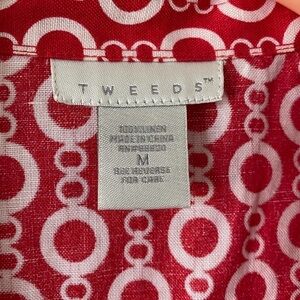 TWEEDS™
100% LINEN
MADE IN CHINA
M
SEE REVERSE
FOR CARE